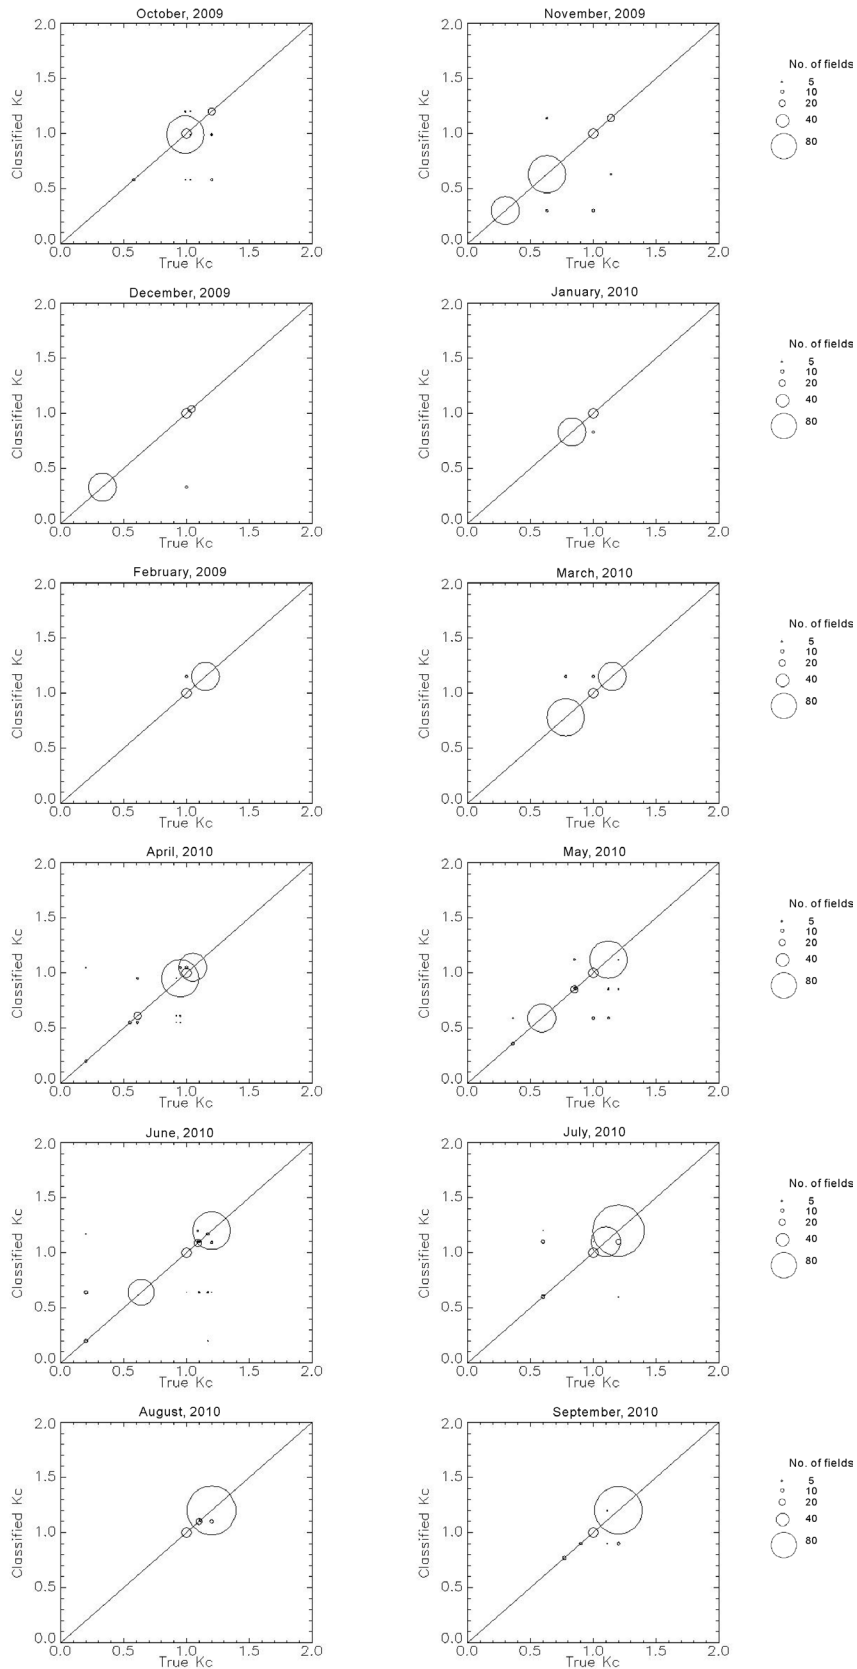 October, 2009
2.0
1.5
1.0
0.5
0.0
Classified Kc
0.0 0.5 1.0 1.5 2.0
True Kc
November, 2009
2.0
1.5
1.0
0.5
0.0
Classified Kc
0.0 0.5 1.0 1.5 2.0
True Kc
No. of fields
5
10
20
40
80
December, 2009
2.0
1.5
1.0
0.5
0.0
Classified Kc
0.0 0.5 1.0 1.5 2.0
True Kc
January, 2010
2.0
1.5
1.0
0.5
0.0
Classified Kc
0.0 0.5 1.0 1.5 2.0
True Kc
No. of fields
5
10
20
40
80
February, 2009
2.0
1.5
1.0
0.5
0.0
Classified Kc
0.0 0.5 1.0 1.5 2.0
True Kc
March, 2010
2.0
1.5
1.0
0.5
0.0
Classified Kc
0.0 0.5 1.0 1.5 2.0
True Kc
No. of fields
5
10
20
40
80
April, 2010
2.0
1.5
1.0
0.5
0.0
Classified Kc
0.0 0.5 1.0 1.5 2.0
True Kc
May, 2010
2.0
1.5
1.0
0.5
0.0
Classified Kc
0.0 0.5 1.0 1.5 2.0
True Kc
No. of fields
5
10
20
40
80
June, 2010
2.0
1.5
1.0
0.5
0.0
Classified Kc
0.0 0.5 1.0 1.5 2.0
True Kc
July, 2010
2.0
1.5
1.0
0.5
0.0
Classified Kc
0.0 0.5 1.0 1.5 2.0
True Kc
No. of fields
5
10
20
40
80
August, 2010
2.0
1.5
1.0
0.5
0.0
Classified Kc
0.0 0.5 1.0 1.5 2.0
True Kc
September, 2010
2.0
1.5
1.0
0.5
0.0
Classified Kc
0.0 0.5 1.0 1.5 2.0
True Kc
No. of fields
5
10
20
40
80